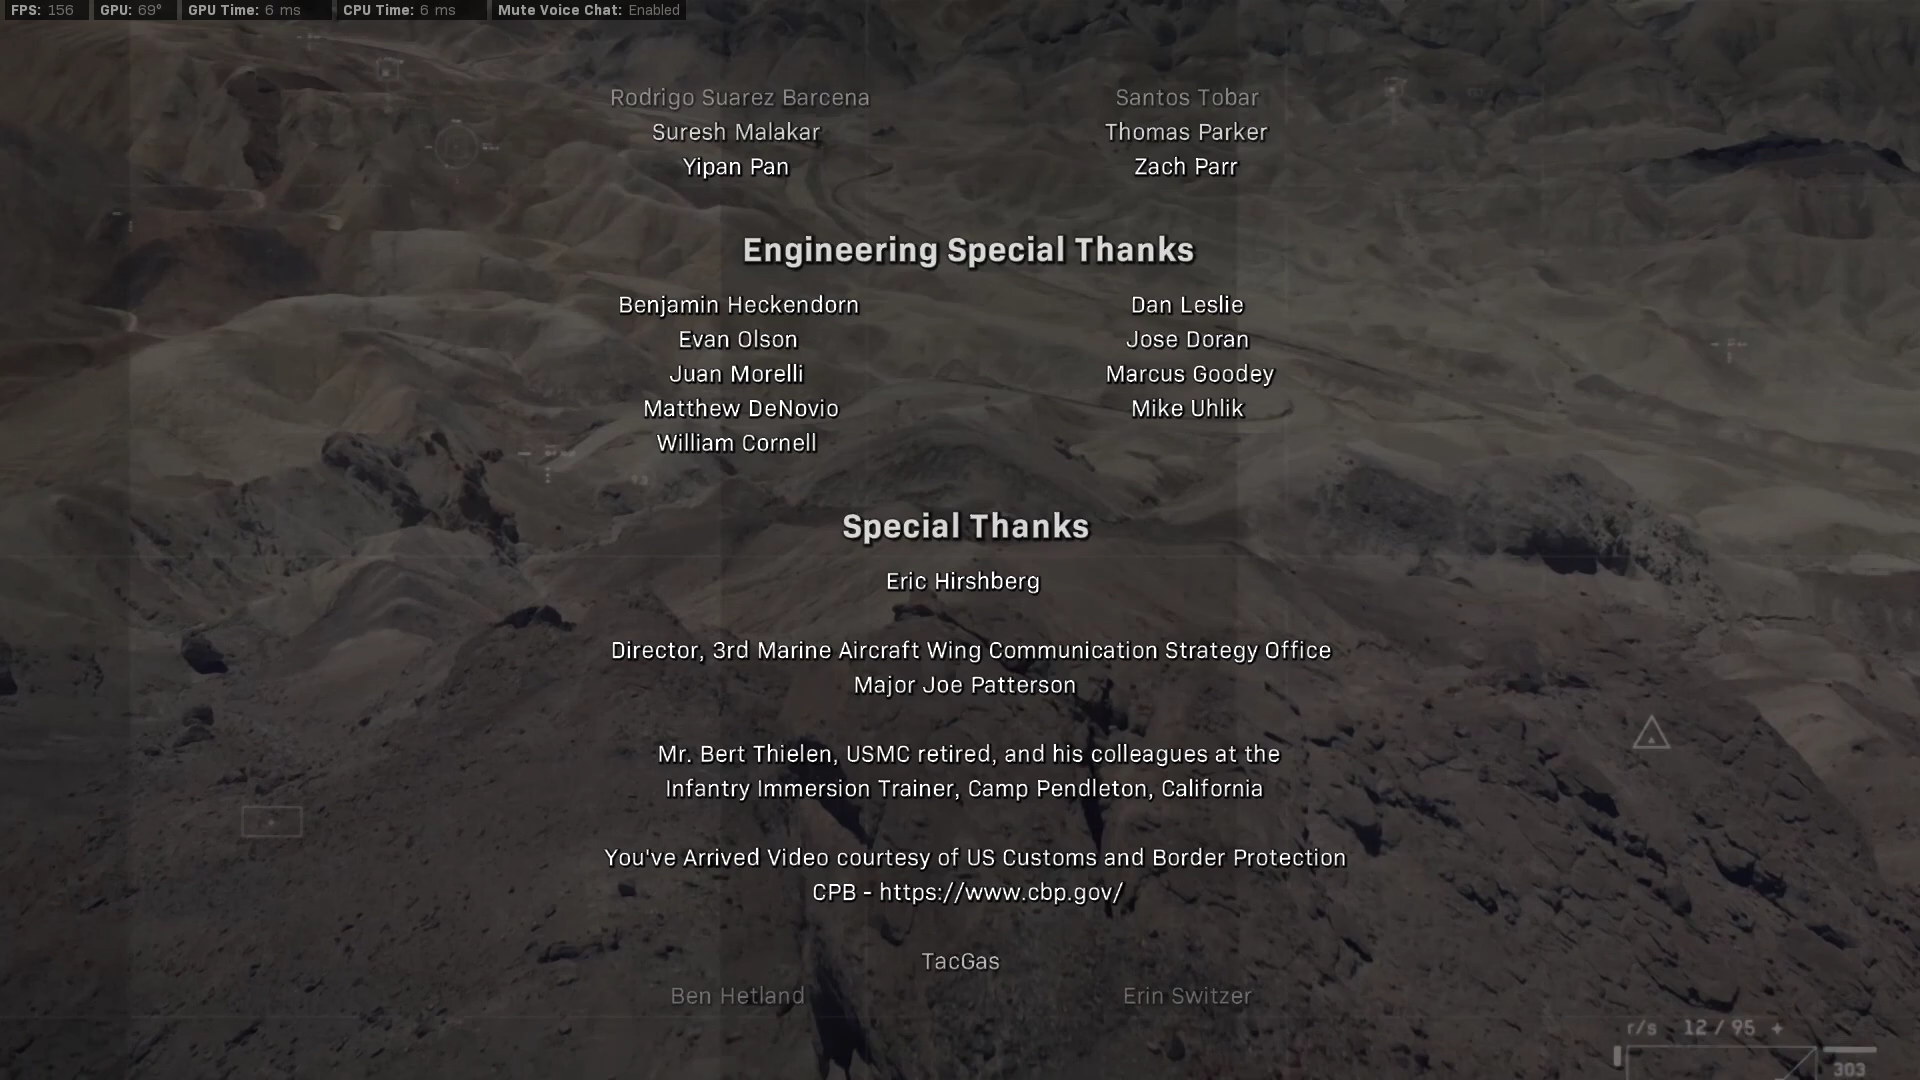 FPS: 156 GPU: 69° GPU Time: 6 ms CPU Time: 6 ms Mute Voice Chat: Enabled
Rodrigo Suarez Barcena Santos Tobar
Suresh Malakar Thomas Parker
Yipan Pan Zach Parr
Engineering Special Thanks
Benjamin Heckendorn Dan Leslie
Evan Olson Jose Doran
Juan Morelli Marcus Goodey
Matthew DeNovio Mike Uhlik
William Cornell
Special Thanks
Eric Hirshberg
Director, 3rd Marine Aircraft Wing Communication Strategy Office
Major Joe Patterson
Mr. Bert Thielen, USMC retired, and his colleagues at the
Infantry Immersion Trainer, Camp Pendleton, California
You've Arrived Video courtesy of US Customs and Border Protection
CPB - https://www.cbp.gov/
TacGas
Ben Hetland Erin Switzer
r/s 12 / 95 +
303